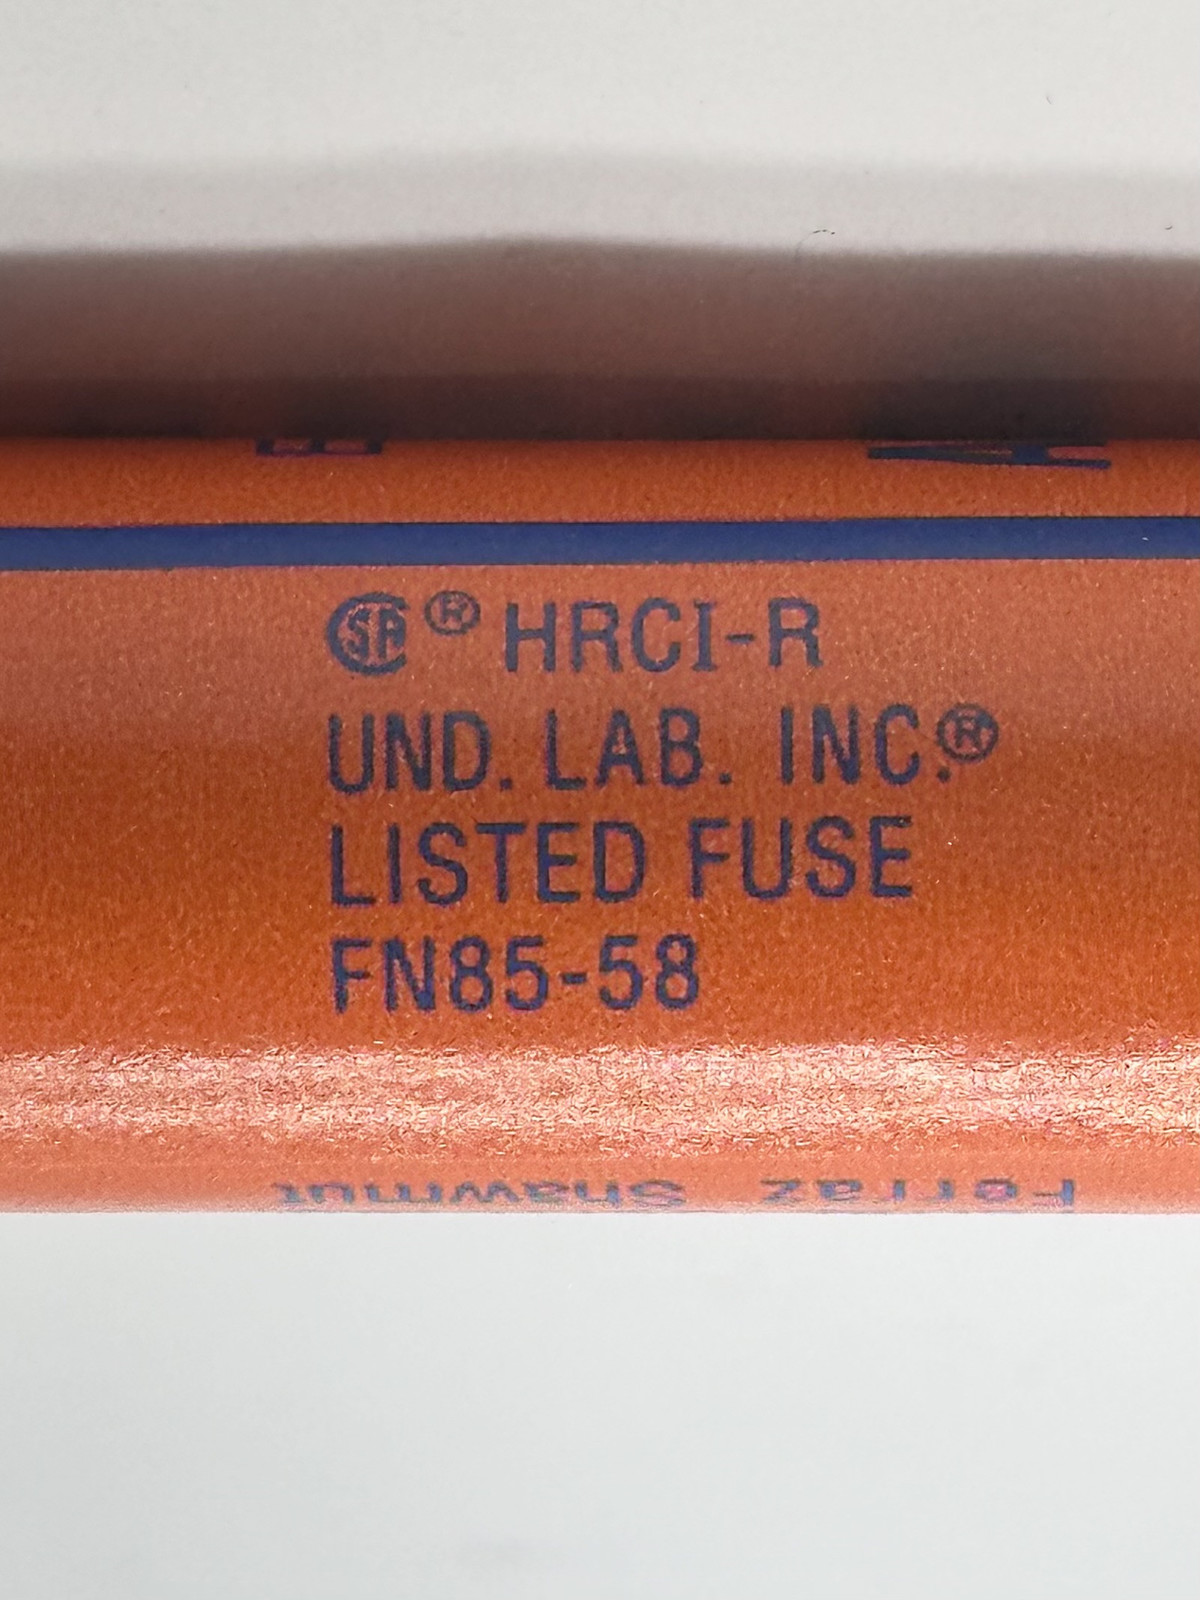 SA® HRCI-R
UND. LAB. INC.®
LISTED FUSE
FN85-58
Ferraz Shawmut